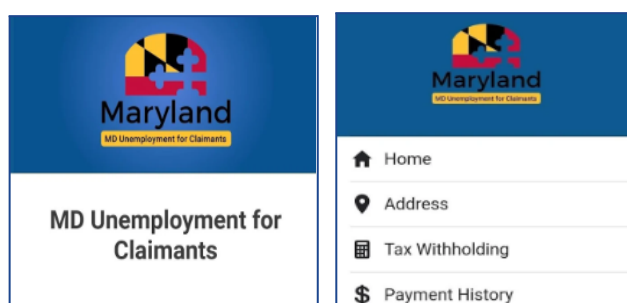 Maryland
MD Unemployment for Claimants
MD Unemployment for
Claimants
Maryland
MD Unemployment for Claimants
Home
Address
Tax Withholding
Payment History